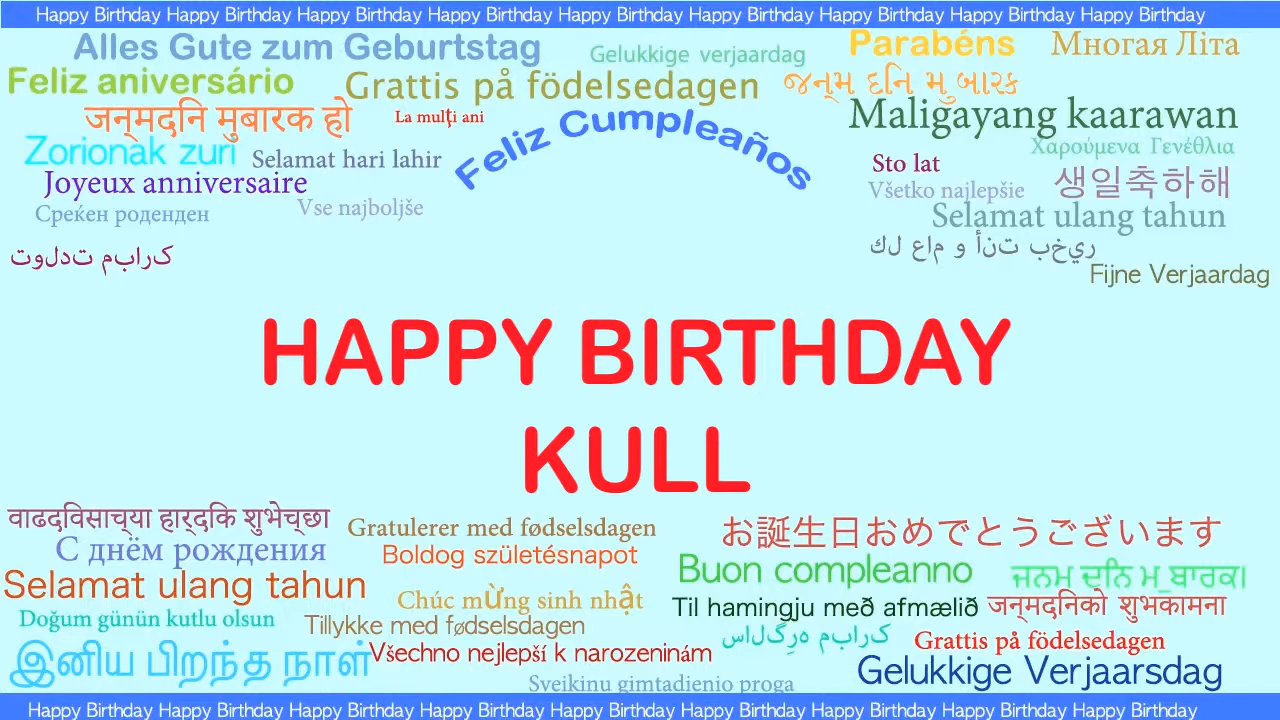 Happy Birthday Happy Birthday Happy Birthday Happy Birthday Happy Birthday Happy Birthday Happy Birthday Happy Birthday Happy Birthday
Alles Gute zum Geburtstag
Gelukkige verjaardag
Parabéns
Многая Літа
Feliz aniversário
Grattis på födelsedagen
જન્મ દનિ મુ બારક
जन्मदनि मुबारक हो
La mulţi ani
Feliz Cumpleaños
Maligayang kaarawan
Zorionak zuri
Selamat hari lahir
Χαρούμενα Γενέθλια
Sto lat
Joyeux anniversaire
Všetko najlepšie
생일축하해
Среќен роденден
Vse najboljše
Selamat ulang tahun
تولدت مبارک
كل عام و أنت بخير
Fijne Verjaardag
HAPPY BIRTHDAY
KULL
वाढदविसाच्या हार्दकि शुभेच्छा
Gratulerer med fødselsdagen
お誕生日おめでとうございます
С днём рождения
Boldog születésnapot
Buon compleanno
ਜਨਮ ਦਨਿ ਮੁ ਬਾਰਕ।
Selamat ulang tahun
Chúc mừng sinh nhật
Til hamingju með afmælið
जन्मदनिको शुभकामना
Doğum günün kutlu olsun
Tillykke med fødselsdagen
سالگرہ مبارک
Grattis på födelsedagen
இனிய பிறந்த நாள்
Všechno nejlepší k narozeninám
Gelukkige Verjaarsdag
Sveikinu gimtadienio proga
Happy Birthday Happy Birthday Happy Birthday Happy Birthday Happy Birthday Happy Birthday Happy Birthday Happy Birthday Happy Birthday